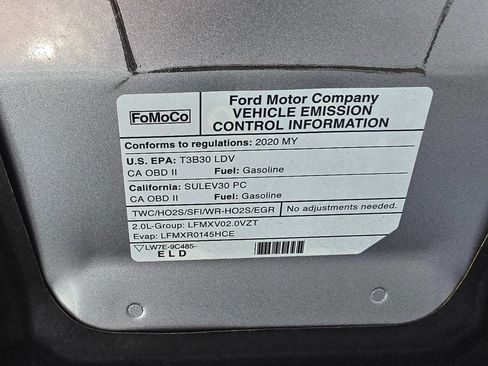 FoMoCo
Ford Motor Company
VEHICLE EMISSION
CONTROL INFORMATION
Conforms to regulations: 2020 MY
U.S. EPA: T3B30 LDV
CA OBD II Fuel: Gasoline
California: SULEV30 PC
CA OBD II Fuel: Gasoline
TWC/HO2S/SFI/WR-HO2S/EGR No adjustments needed.
2.0L-Group: LFMXV02.0VZT
Evap: LFMXR0145HCE
LW7E-9C485-
ELD